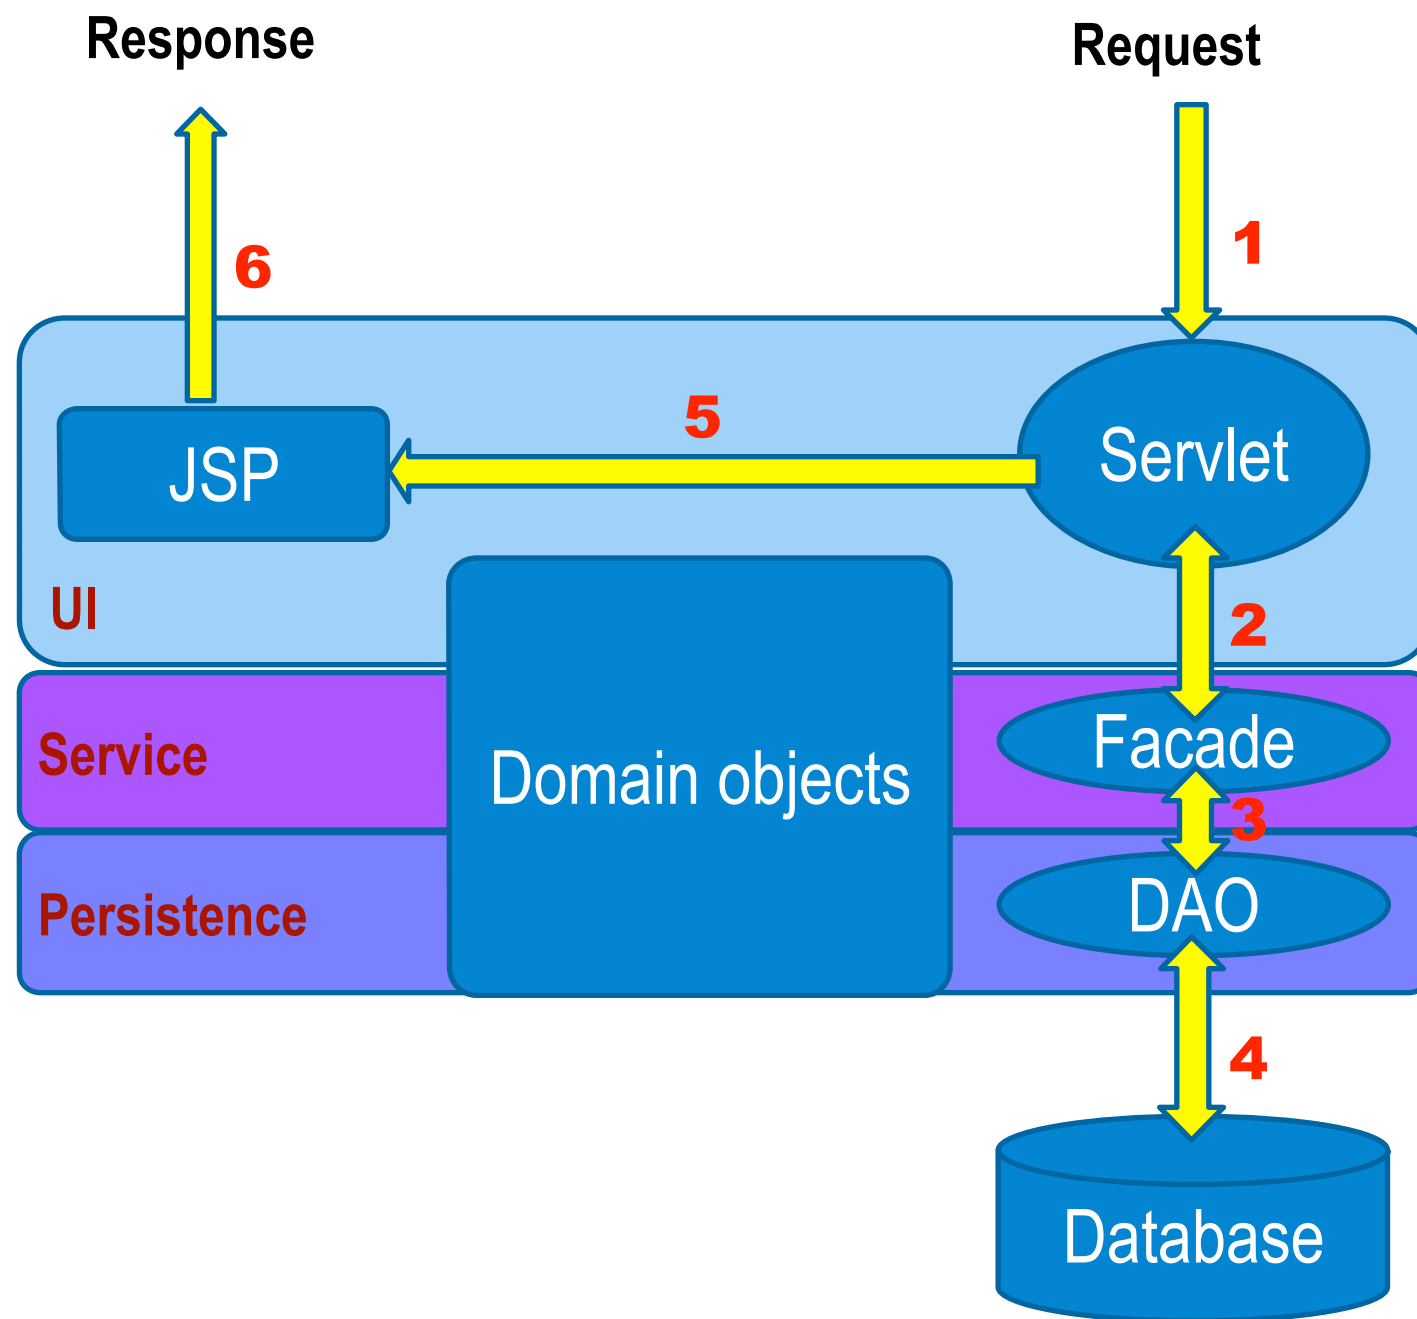 Response
Request
1
6
5
JSP
Servlet
UI
2
Service
Domain objects
Facade
3
Persistence
DAO
4
Database